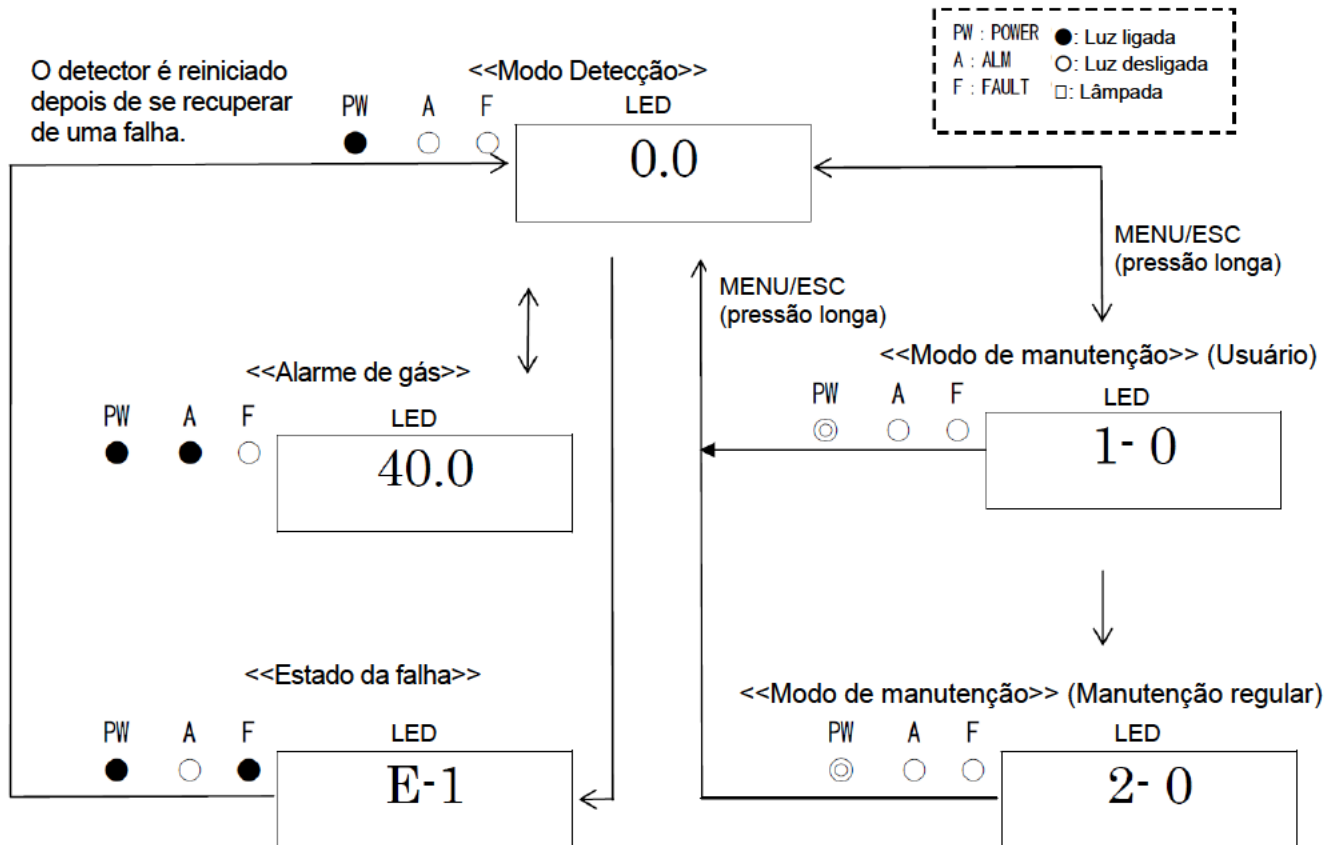 PW : POWER ●: Luz ligada
A : ALM ○: Luz desligada
F : FAULT □: Lâmpada
O detector é reiniciado
depois de se recuperar
de uma falha.
<<Modo Detecção>>
PW A F LED
0.0
MENU/ESC
(pressão longa)
MENU/ESC
(pressão longa)
<<Alarme de gás>>
PW A F LED
40.0
<<Modo de manutenção>> (Usuário)
PW A F LED
1- 0
<<Estado da falha>>
PW A F LED
E-1
<<Modo de manutenção>> (Manutenção regular)
PW A F LED
2- 0